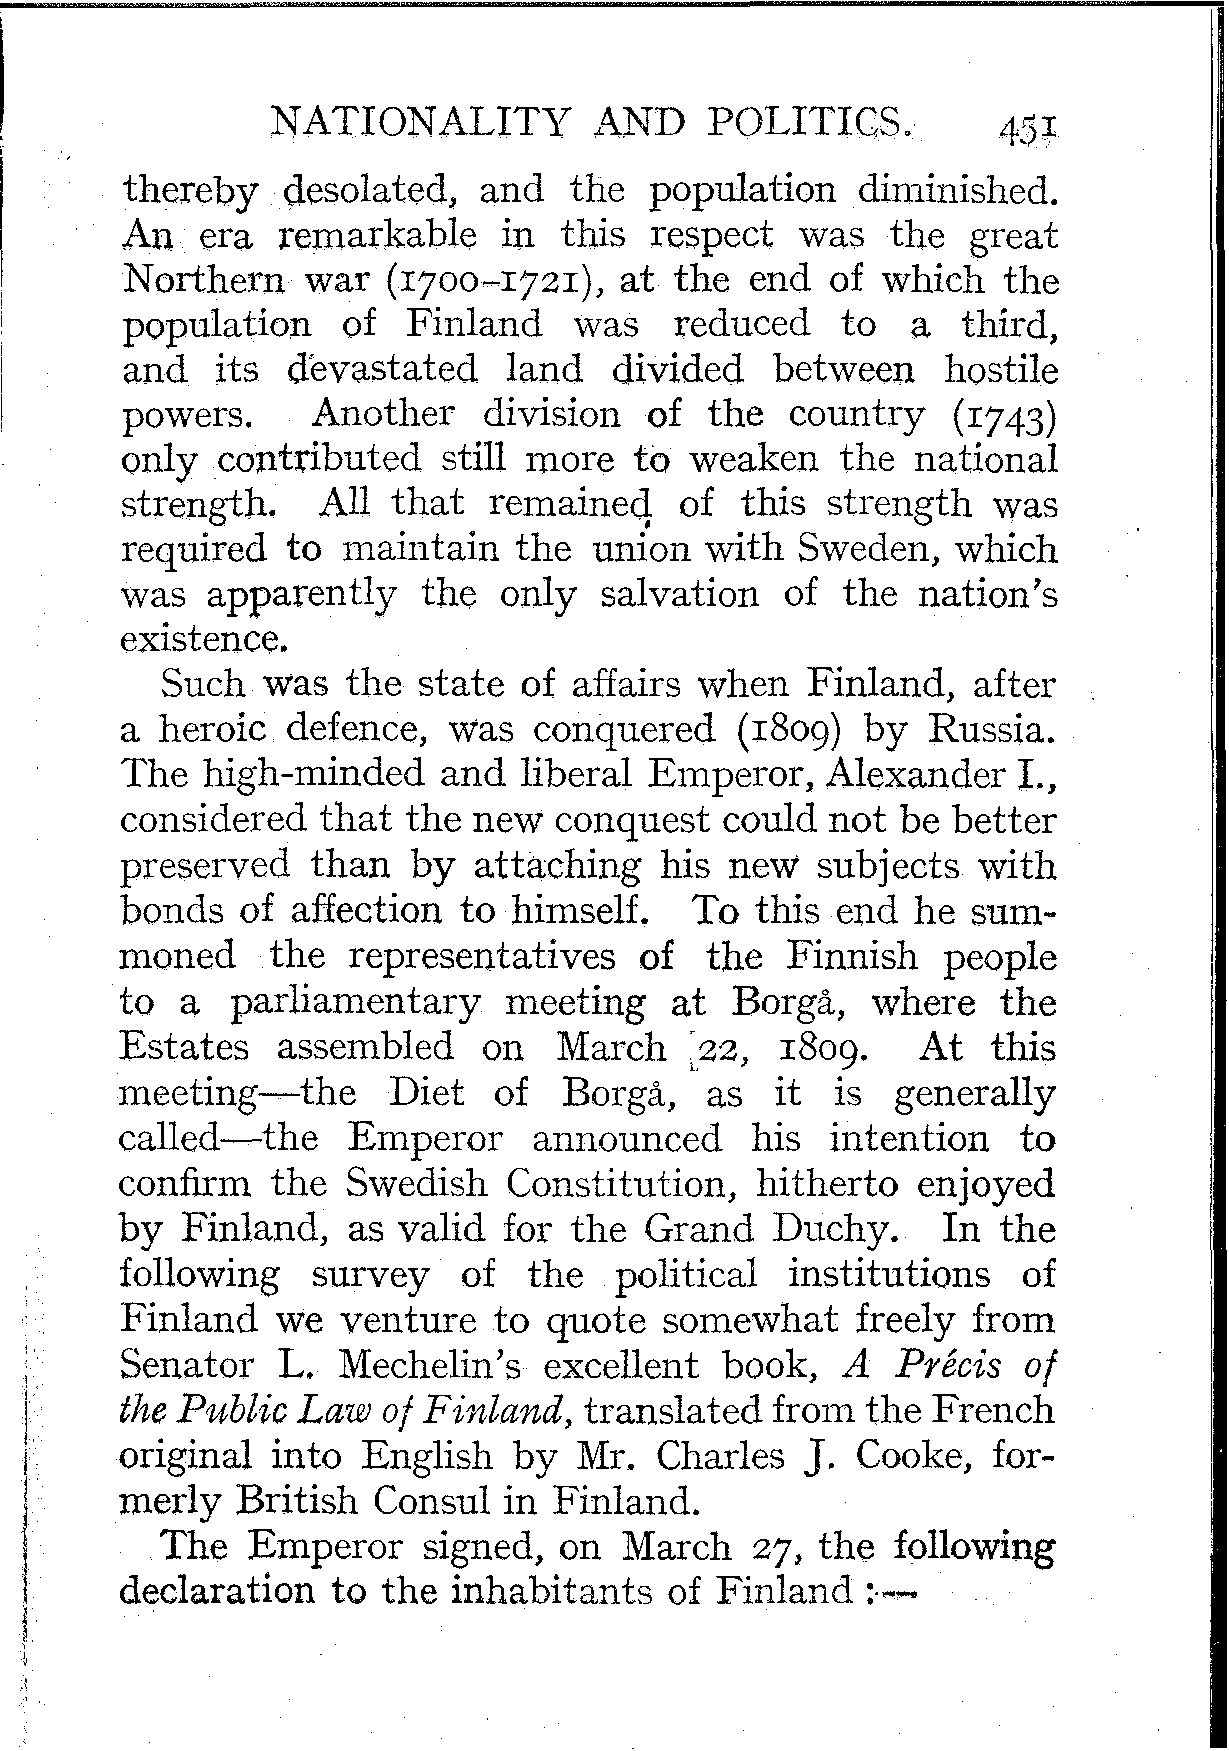 NATIONALITY AND POLITICS. 451
thereby desolated, and the population diminished.
An era remarkable in this respect was the great
Northern war (1700-1721), at the end of which the
population of Finland was reduced to a third,
and its devastated land divided between hostile
powers. Another division of the country (1743)
only contributed still more to weaken the national
strength. All that remained of this strength was
required to maintain the union with Sweden, which
was apparently the only salvation of the nation's
existence.
Such was the state of affairs when Finland, after
a heroic defence, was conquered (1809) by Russia.
The high-minded and liberal Emperor, Alexander I.,
considered that the new conquest could not be better
preserved than by attaching his new subjects with
bonds of affection to himself. To this end he sum-
moned the representatives of the Finnish people
to a parliamentary meeting at Borgå, where the
Estates assembled on March 22, 1809. At this
meeting—the Diet of Borgå, as it is generally
called—the Emperor announced his intention to
confirm the Swedish Constitution, hitherto enjoyed
by Finland, as valid for the Grand Duchy. In the
following survey of the political institutions of
Finland we venture to quote somewhat freely from
Senator L. Mechelin's excellent book, A Précis of
the Public Law of Finland, translated from the French
original into English by Mr. Charles J. Cooke, for-
merly British Consul in Finland.
The Emperor signed, on March 27, the following
declaration to the inhabitants of Finland :—